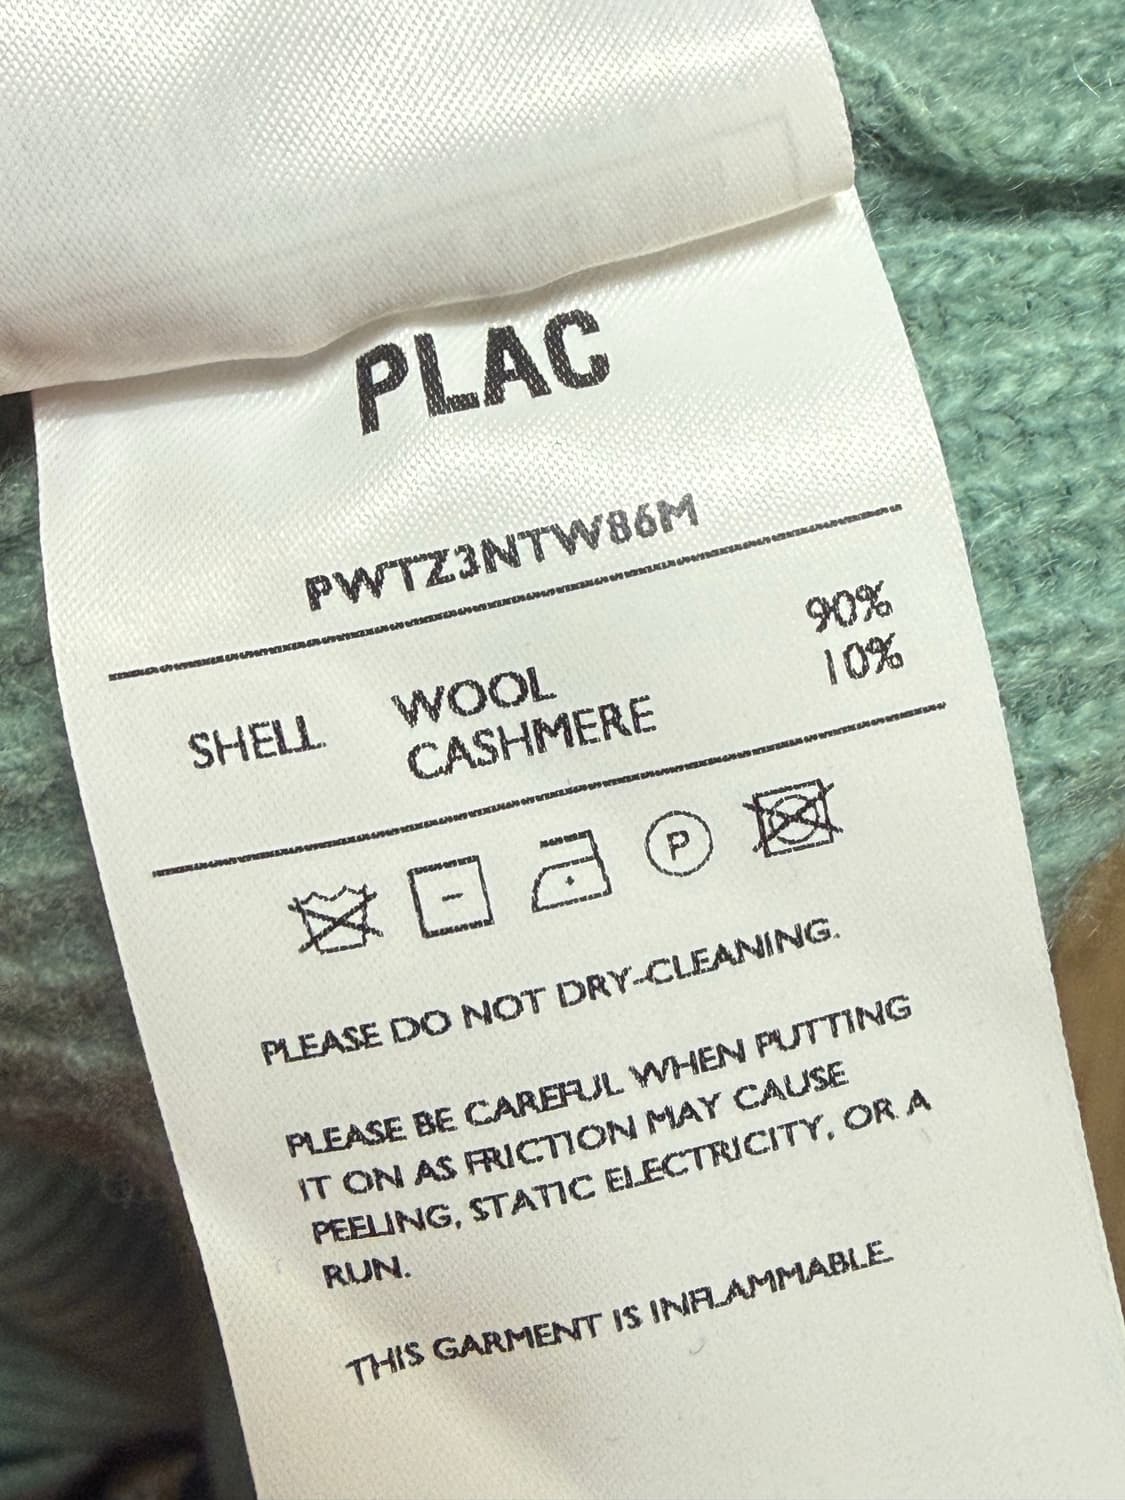 PLAC
PWTZ3NTW86M
SHELL WOOL 90%
CASHMERE 10%
P
PLEASE DO NOT DRY-CLEANING.
PLEASE BE CAREFUL WHEN PUTTING
IT ON AS FRICTION MAY CAUSE
PEELING, STATIC ELECTRICITY, OR A
RUN.
THIS GARMENT IS INFLAMMABLE.